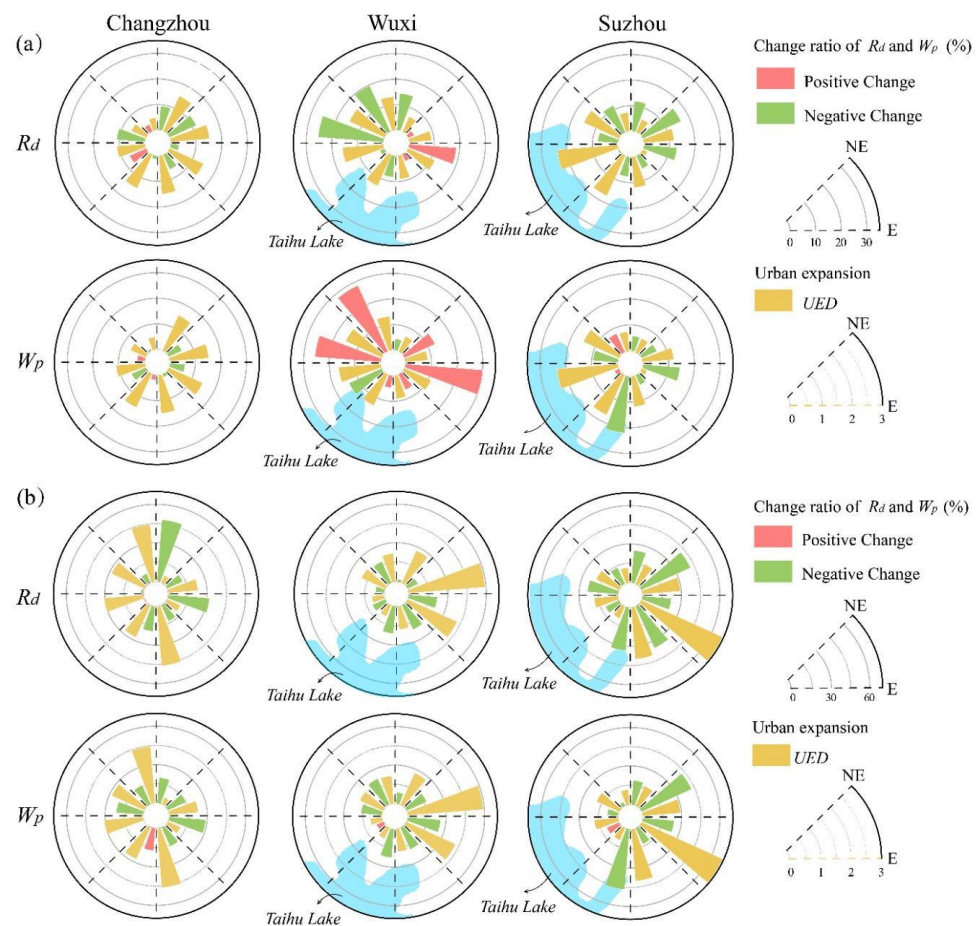 Changzhou Wuxi Suzhou
(a)
Change ratio of Rd and Wp (%)
Positive Change
Negative Change
Rd
NE
E
0 10 20 30
Taihu Lake
Taihu Lake
Urban expansion
UED
NE
Wp
E
0 1 2 3
Taihu Lake
Taihu Lake
(b)
Change ratio of Rd and Wp (%)
Positive Change
Negative Change
Rd
NE
E
0 30 60
Taihu Lake
Taihu Lake
Urban expansion
UED
NE
Wp
E
0 1 2 3
Taihu Lake
Taihu Lake